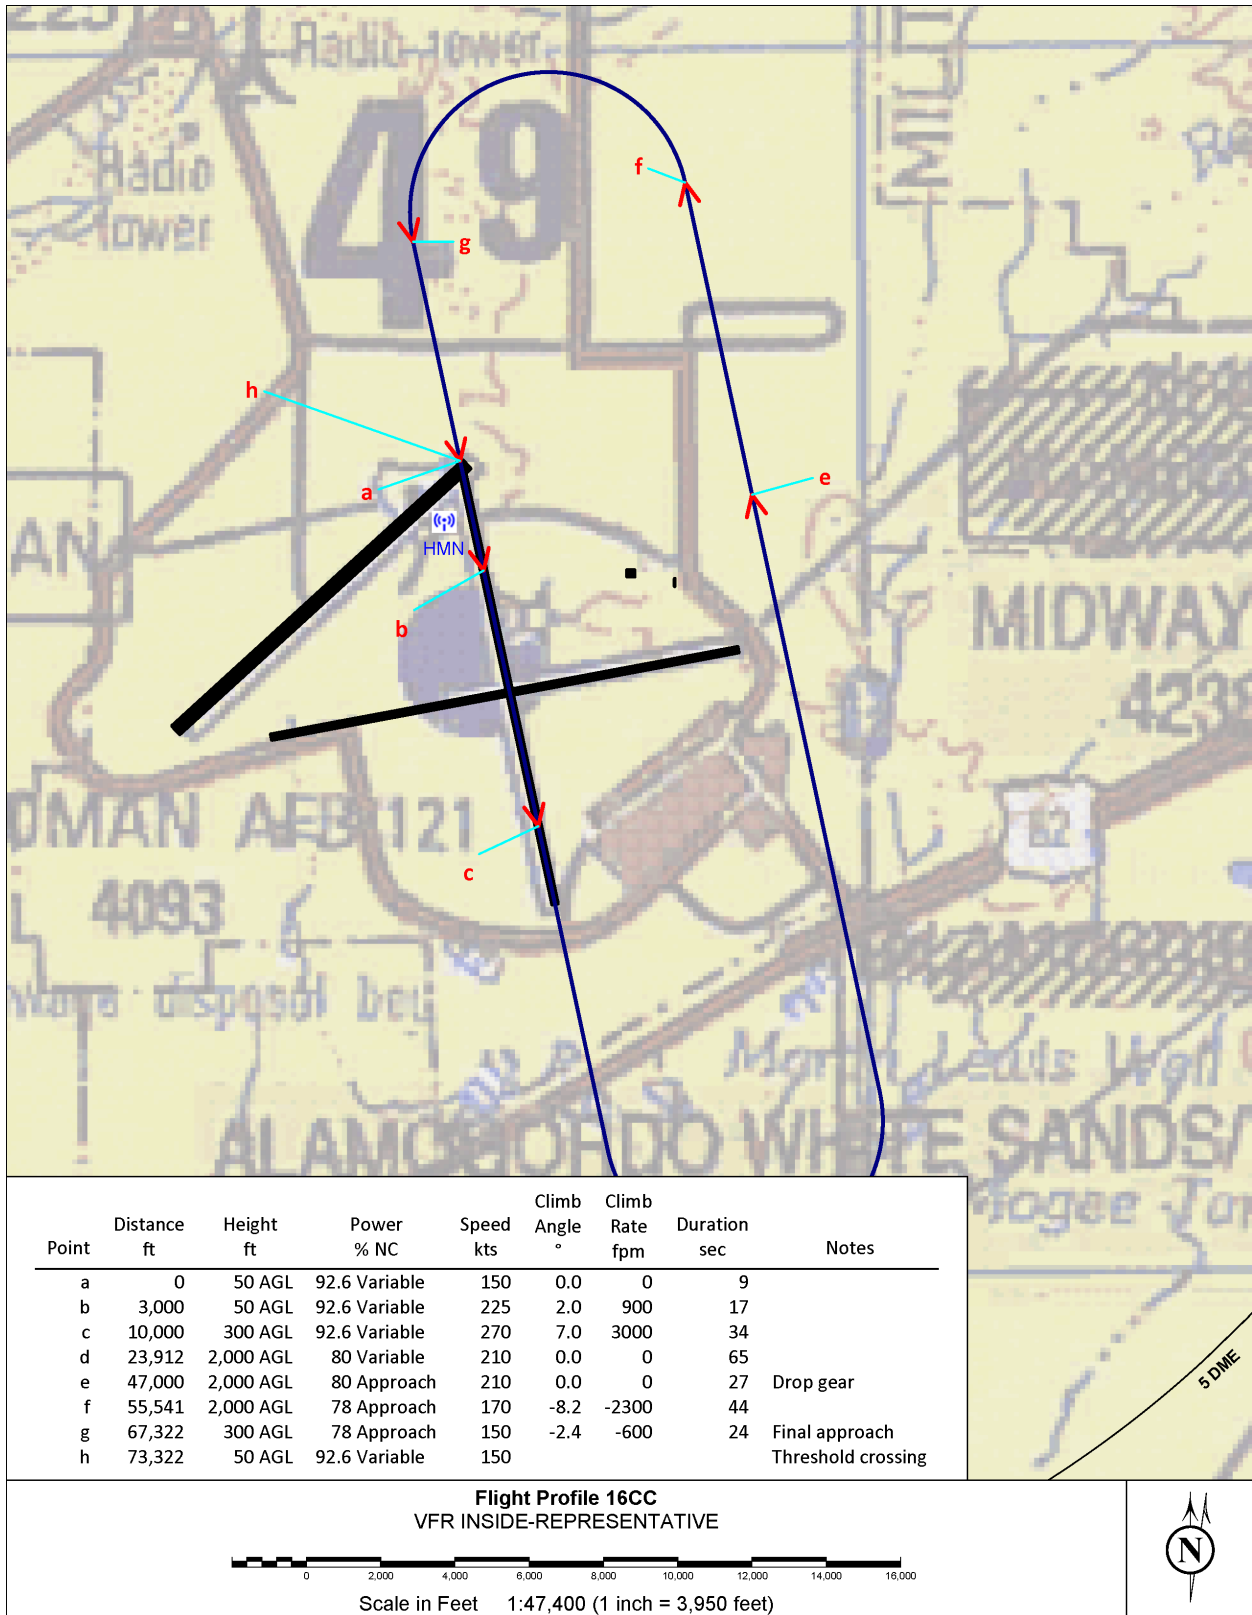 Radio tower
MILIT
49
Radio
tower
f
g
h
a
e
HMN
AN
b
MIDWAY
OMAN AFB 121
c
4093
disposal bed
ALAMOGORDO WHITE SANDS
5 DME
Point Distance ft Height ft Power % NC Speed kts Climb Angle ° Climb Rate fpm Duration sec Notes
a 0 50 AGL 92.6 Variable 150 0.0 0 9
b 3,000 50 AGL 92.6 Variable 225 2.0 900 17
c 10,000 300 AGL 92.6 Variable 270 7.0 3000 34
d 23,912 2,000 AGL 80 Variable 210 0.0 0 65
e 47,000 2,000 AGL 80 Approach 210 0.0 0 27 Drop gear
f 55,541 2,000 AGL 78 Approach 170 -8.2 -2300 44
g 67,322 300 AGL 78 Approach 150 -2.4 -600 24 Final approach
h 73,322 50 AGL 92.6 Variable 150 Threshold crossing
Flight Profile 16CC
VFR INSIDE-REPRESENTATIVE
0 2,000 4,000 6,000 8,000 10,000 12,000 14,000 16,000
Scale in Feet 1:47,400 (1 inch = 3,950 feet)
N